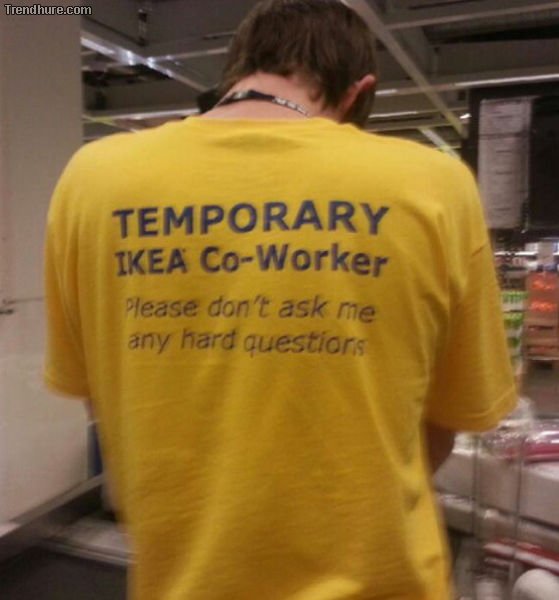 Trendhure.com
TEMPORARY
IKEA Co-Worker
Please don't ask me
any hard questions